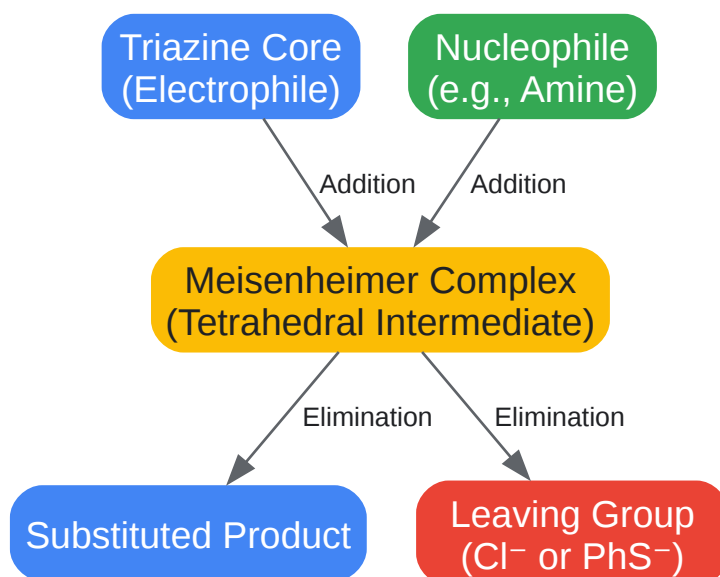 Triazine Core
(Electrophile)
Nucleophile
(e.g., Amine)
Addition
Addition
Meisenheimer Complex
(Tetrahedral Intermediate)
Elimination
Elimination
Substituted Product
Leaving Group
(Cl⁻ or PhS⁻)